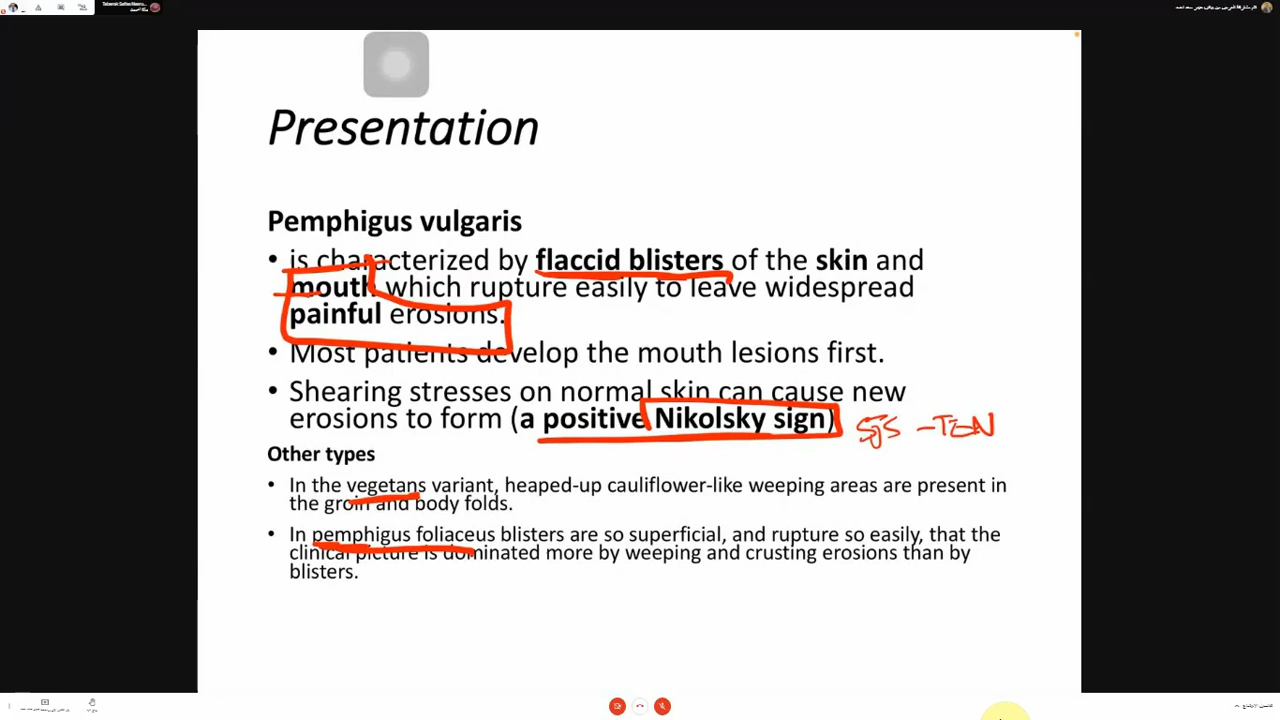 Presentation
Pemphigus vulgaris
• is characterized by flaccid blisters of the skin and
mouth which rupture easily to leave widespread
painful erosions.
• Most patients develop the mouth lesions first.
• Shearing stresses on normal skin can cause new
erosions to form (a positive Nikolsky sign)
SJS - TEN
Other types
• In the vegetans variant, heaped-up cauliflower-like weeping areas are present in
the groin and body folds.
• In pemphigus foliaceus blisters are so superficial, and rupture so easily, that the
clinical picture is dominated more by weeping and crusting erosions than by
blisters.